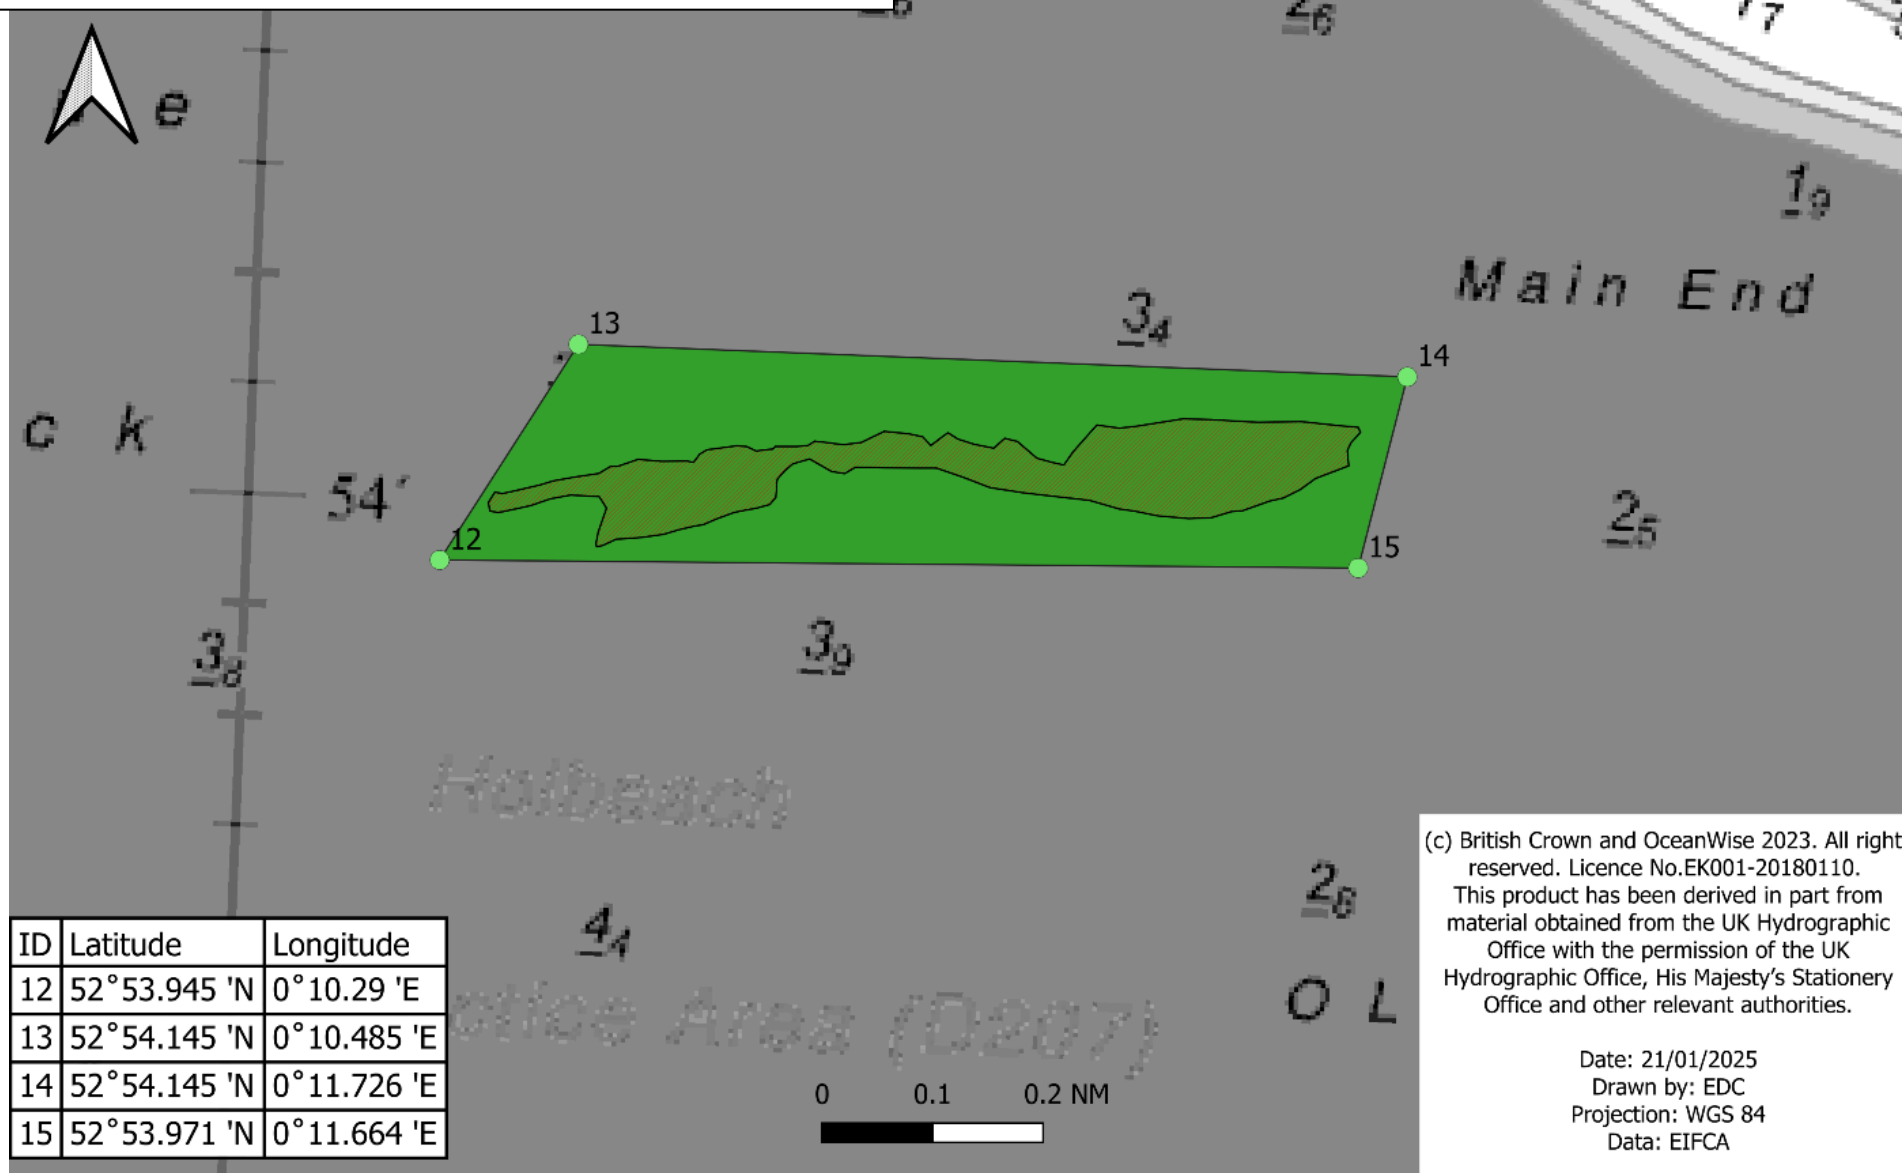 e
17
1₉
Main End
13
3₄
14
c k
54′
12
2₅
15
3₈
3₉
Holbeach
4₄
ctice Area (D207)
O L
ID Latitude Longitude
12 52°53.945 'N 0°10.29 'E
13 52°54.145 'N 0°10.485 'E
14 52°54.145 'N 0°11.726 'E
15 52°53.971 'N 0°11.664 'E
0 0.1 0.2 NM
(c) British Crown and OceanWise 2023. All right
reserved. Licence No.EK001-20180110.
This product has been derived in part from
material obtained from the UK Hydrographic
Office with the permission of the UK
Hydrographic Office, His Majesty's Stationery
Office and other relevant authorities.
Date: 21/01/2025
Drawn by: EDC
Projection: WGS 84
Data: EIFCA